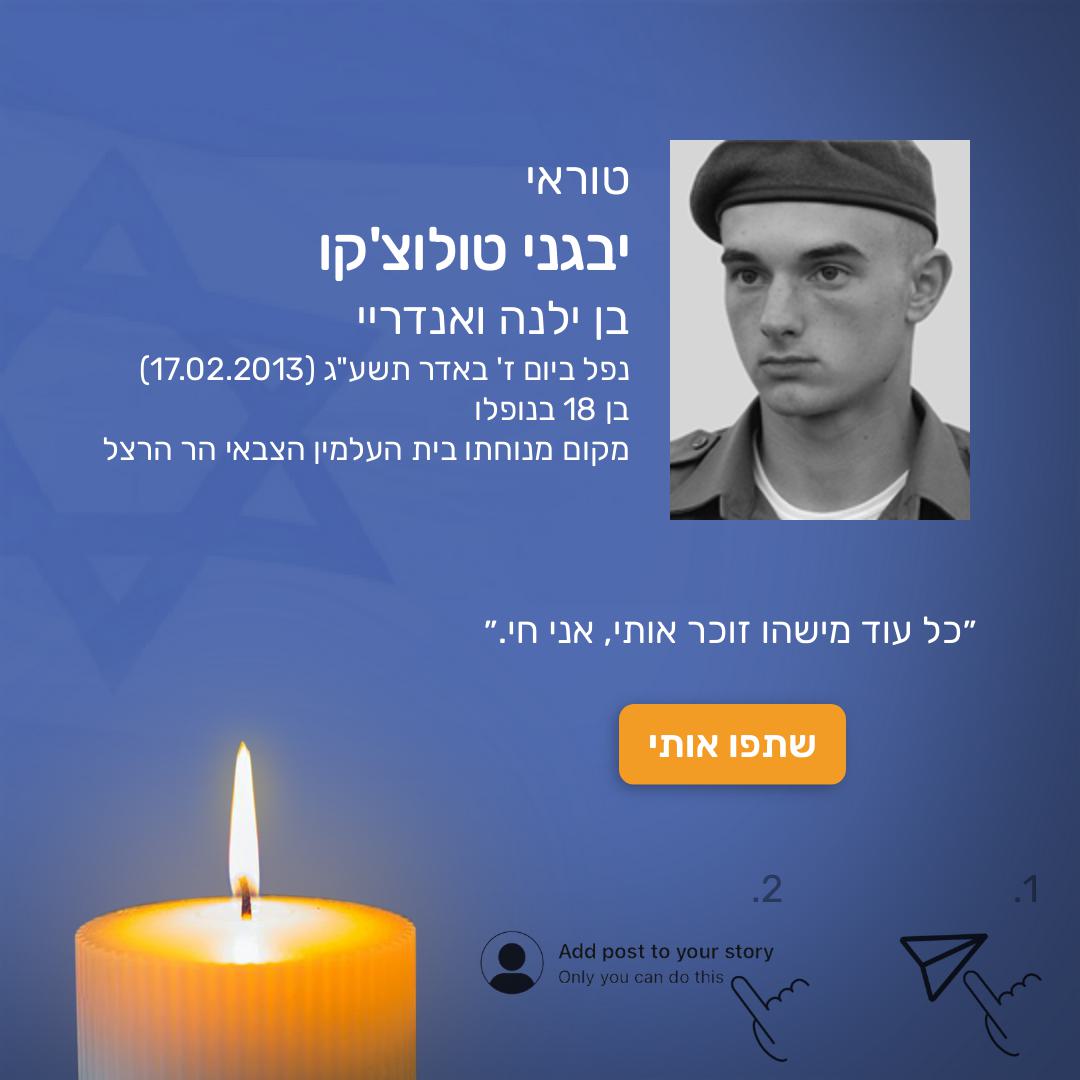 טוראי
יבגני טולוצ'קו
בן ילנה ואנדריי
נפל ביום ז' באדר תשע"ג (17.02.2013)
בן 18 בנופלו
מקום מנוחתו בית העלמין הצבאי הר הרצל
״כל עוד מישהו זוכר אותי, אני חי.״
שתפו אותי
1.
2.
Add post to your story
Only you can do this